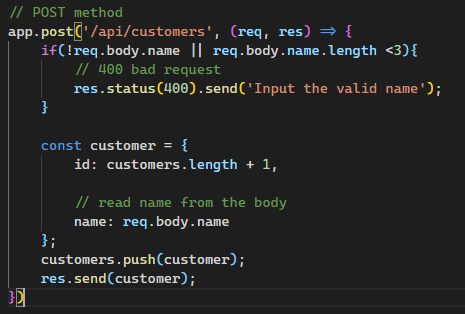 // POST method
app.post('/api/customers', (req, res) => {
    if(!req.body.name || req.body.name.length <3){
        // 400 bad request
        res.status(400).send('Input the valid name');
    }

    const customer = {
        id: customers.length + 1,

        // read name from the body
        name: req.body.name
    };
    customers.push(customer);
    res.send(customer);
})